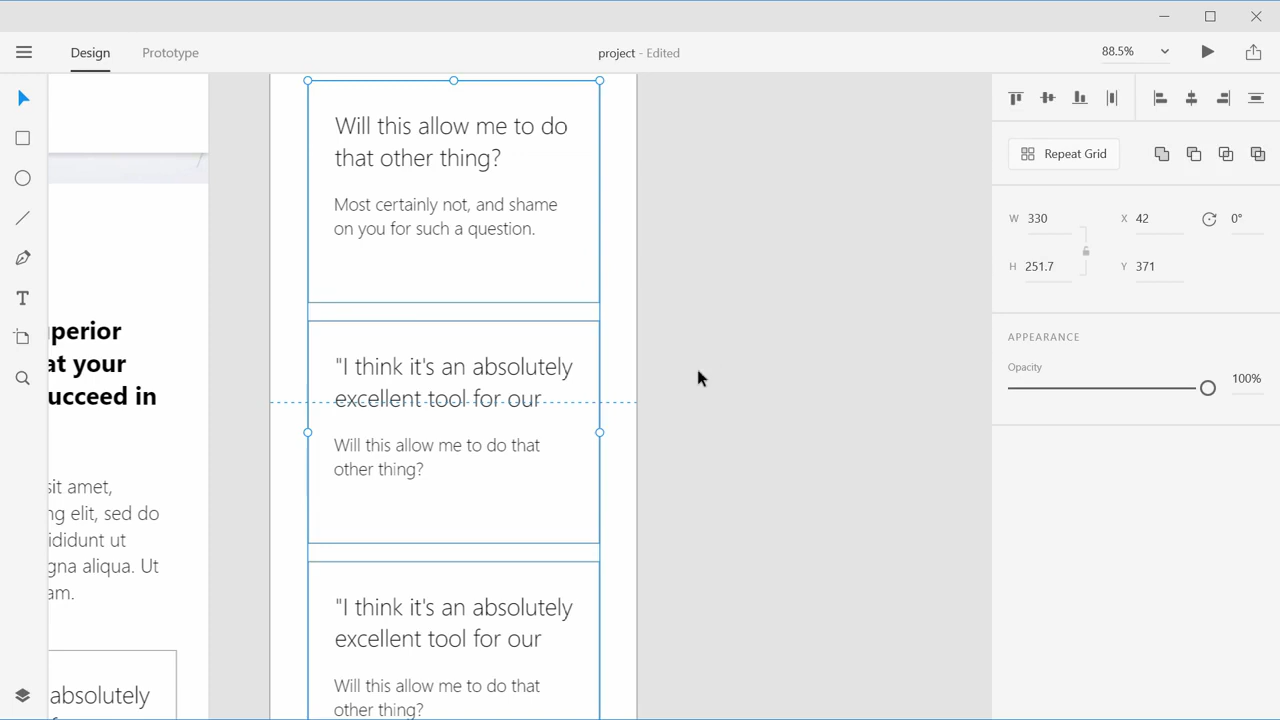 Design
Prototype
project - Edited
88.5%
Will this allow me to do
that other thing?
Most certainly not, and shame
on you for such a question.
"I think it's an absolutely
excellent tool for our
Will this allow me to do that
other thing?
"I think it's an absolutely
excellent tool for our
Will this allow me to do that
other thing?
perior
at your
ucceed in
sit amet,
ng elit, sed do
ididunt ut
gna aliqua. Ut
am.
absolutely
T
Repeat Grid
W 330
X 42
0°
H 251.7
Y 371
APPEARANCE
Opacity
100%